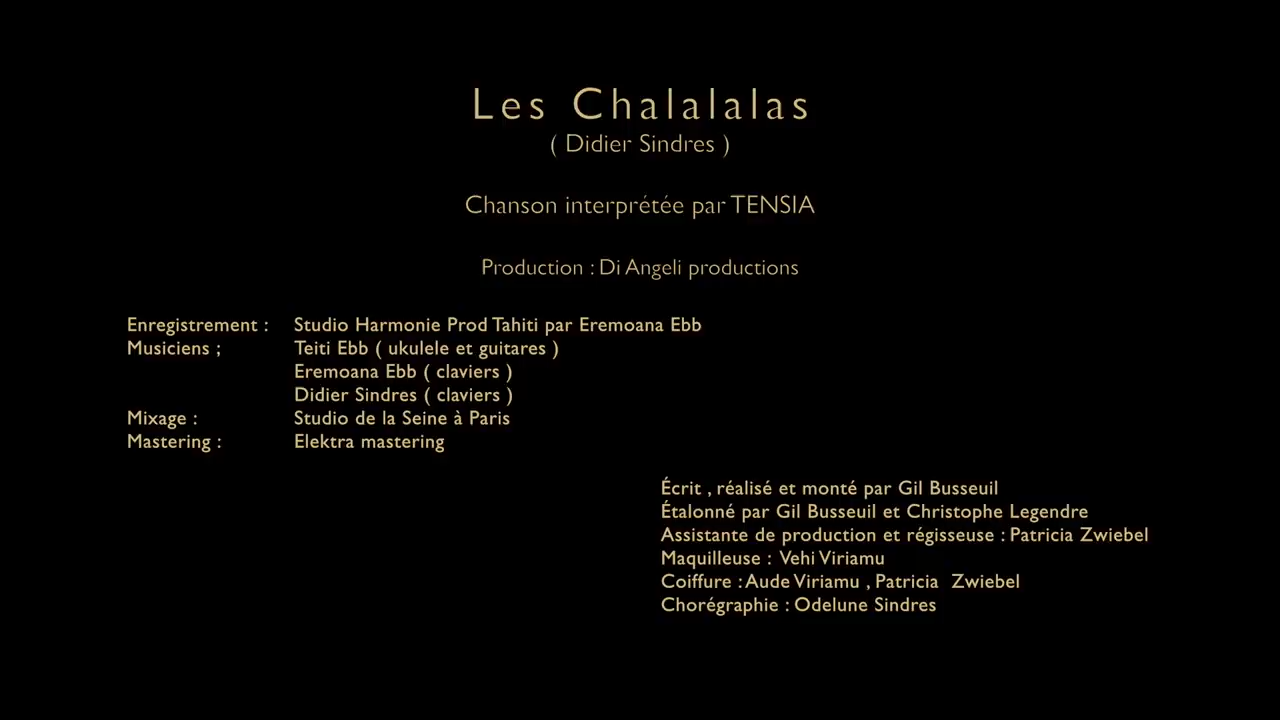 Les Chalalalas
( Didier Sindres )
Chanson interprétée par TENSIA
Production : Di Angeli productions
Enregistrement : Studio Harmonie Prod Tahiti par Eremoana Ebb
Musiciens ; Teiti Ebb ( ukulele et guitares )
Eremoana Ebb ( claviers )
Didier Sindres ( claviers )
Mixage : Studio de la Seine à Paris
Mastering : Elektra mastering
Écrit , réalisé et monté par Gil Busseuil
Étalonné par Gil Busseuil et Christophe Legendre
Assistante de production et régisseuse : Patricia Zwiebel
Maquilleuse : Vehi Viriamu
Coiffure : Aude Viriamu , Patricia Zwiebel
Chorégraphie : Odelune Sindres